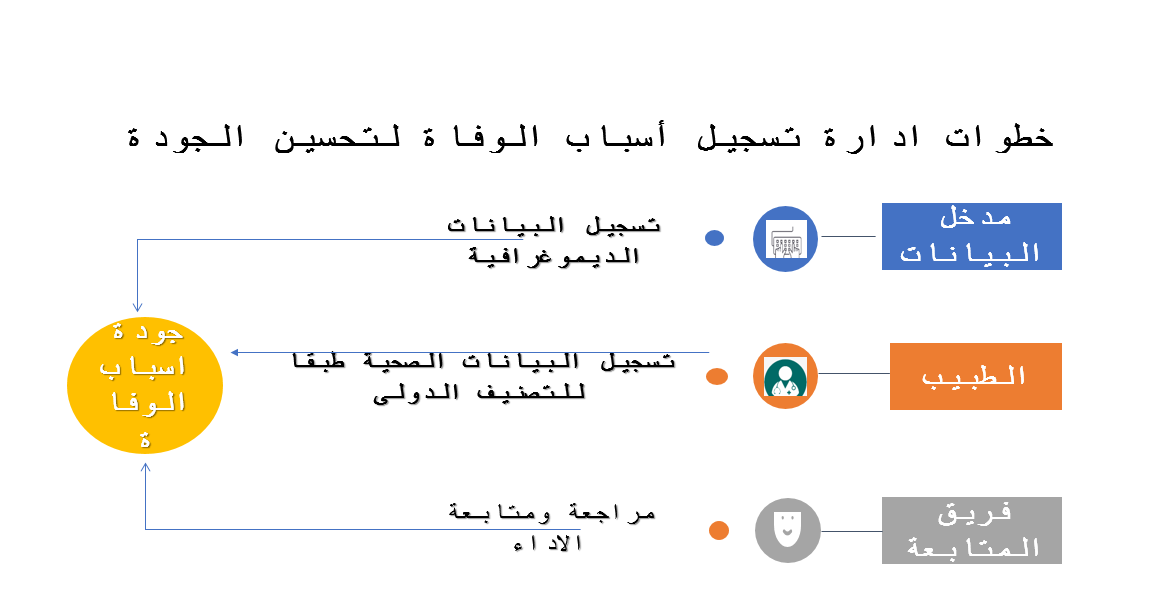 خطوات ادارة تسجيل أسباب الوفاة لتحسين الجودة
مدخل
البيانات
تسجيل البيانات
الديموغرافية
الطبيب
تسجيل البيانات الصحية طبقا
للتصنيف الدولى
فريق
المتابعة
مراجعة ومتابعة
الاداء
جودة
اسباب
الوفا
ة